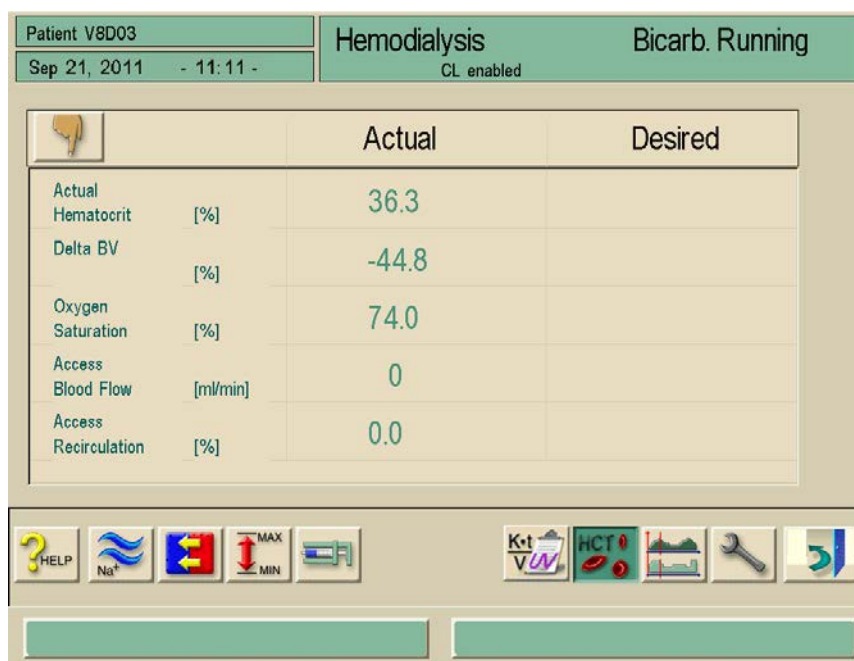 Patient V8D03
Sep 21, 2011 - 11:11 -
Hemodialysis
Bicarb. Running
CL enabled
Actual Desired
Actual
Hematocrit [%] 36.3
Delta BV
[%] -44.8
Oxygen
Saturation [%] 74.0
Access
Blood Flow [ml/min] 0
Access
Recirculation [%] 0.0
?HELP
Na+
MAX
MIN
K•t
V
UV
HCT